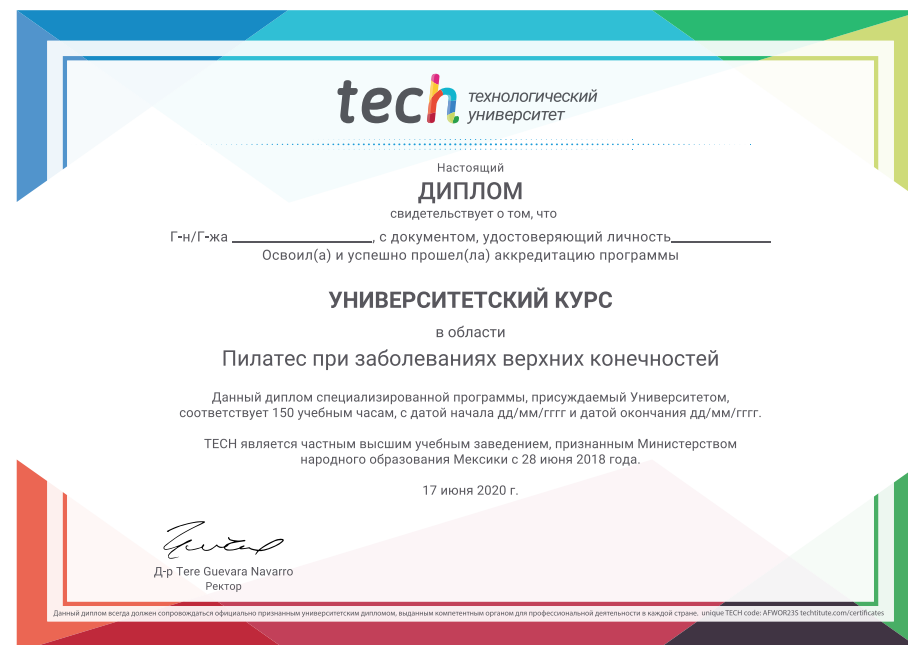 tech технологический
университет
Настоящий
ДИПЛОМ
свидетельствует о том, что
Г-н/Г-жа ____________________, с документом, удостоверяющий личность______________
Освоил(а) и успешно прошел(ла) аккредитацию программы
УНИВЕРСИТЕТСКИЙ КУРС
в области
Пилатес при заболеваниях верхних конечностей
Данный диплом специализированной программы, присуждаемый Университетом,
соответствует 150 учебным часам, с датой начала дд/мм/гггг и датой окончания дд/мм/гггг.
TECH является частным высшим учебным заведением, признанным Министерством
народного образования Мексики с 28 июня 2018 года.
17 июня 2020 г.
Д-р Tere Guevara Navarro
Ректор
Данный диплом всегда должен сопровождаться официально признанным университетским дипломом, выданным компетентным органом для профессиональной деятельности в каждой стране. unique TECH code: AFWOR23S techtitute.com/certificates